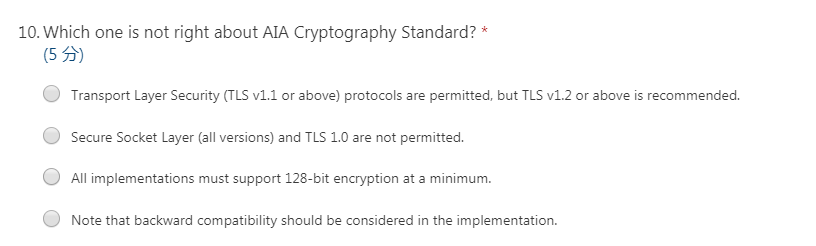 10. Which one is not right about AIA Cryptography Standard? *
(5 分)
Transport Layer Security (TLS v1.1 or above) protocols are permitted, but TLS v1.2 or above is recommended.
Secure Socket Layer (all versions) and TLS 1.0 are not permitted.
All implementations must support 128-bit encryption at a minimum.
Note that backward compatibility should be considered in the implementation.